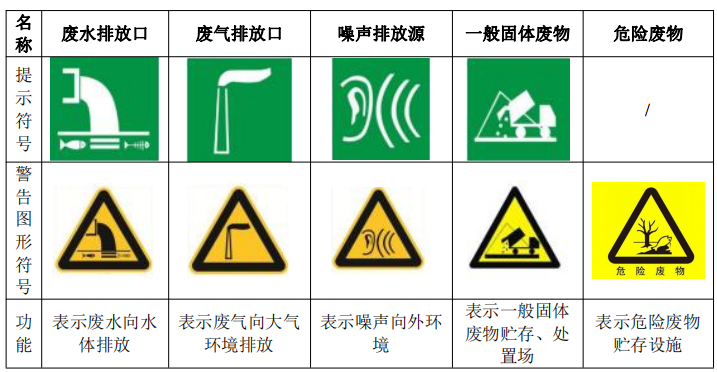 名称 废水排放口 废气排放口 噪声排放源 一般固体废物 危险废物
提示符号 /
警告图形符号 危险废物
功能 表示废水向水体排放 表示废气向大气环境排放 表示噪声向外环境 表示一般固体废物贮存、处置场 表示危险废物贮存设施